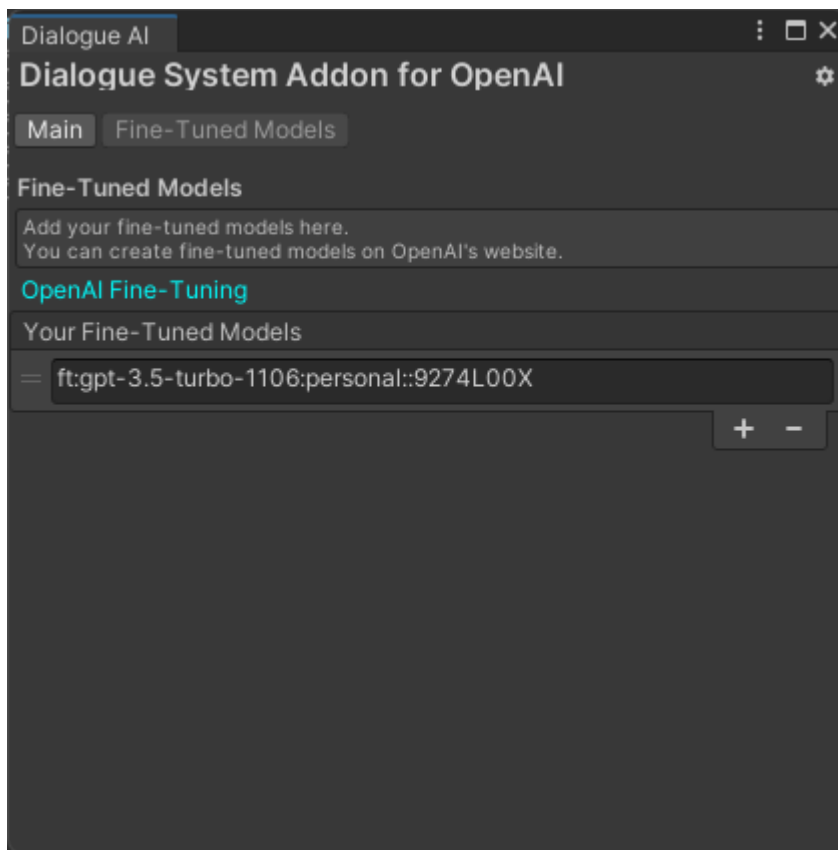 Dialogue AI
Dialogue System Addon for OpenAI
Main
Fine-Tuned Models
Fine-Tuned Models
Add your fine-tuned models here.
You can create fine-tuned models on OpenAI's website.
OpenAI Fine-Tuning
Your Fine-Tuned Models
ft:gpt-3.5-turbo-1106:personal::9274L00X